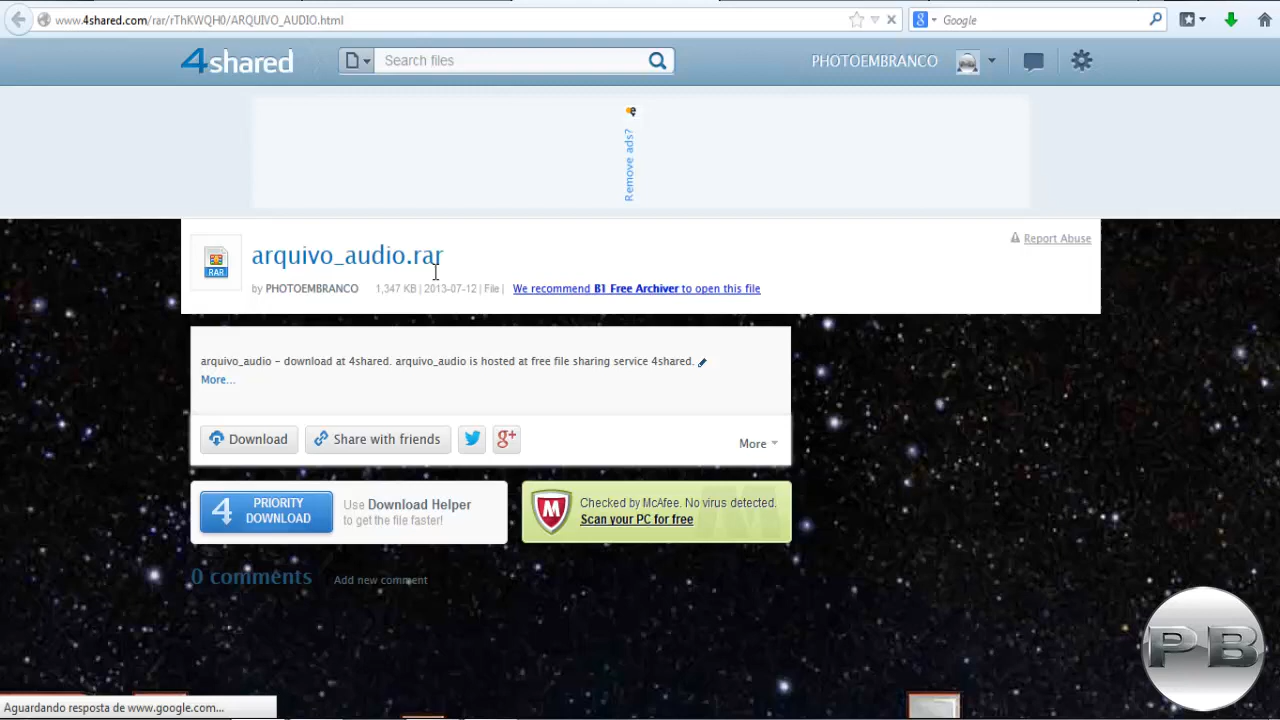 www.4shared.com/rar/rThKWQH0/ARQUIVO_AUDIO.html
Google
4shared
Search files
PHOTOEMBRANCO
Remove ads?
arquivo_audio.rar
RAR
by PHOTOEMBRANCO 1,347 KB | 2013-07-12 | File | We recommend B1 Free Archiver to open this file
Report Abuse
arquivo_audio – download at 4shared. arquivo_audio is hosted at free file sharing service 4shared.
More...
Download
Share with friends
g+
More
4 PRIORITY DOWNLOAD
Use Download Helper
to get the file faster!
Checked by McAfee. No virus detected.
Scan your PC for free
0 comments
Add new comment
PB
Aguardando resposta de www.google.com...